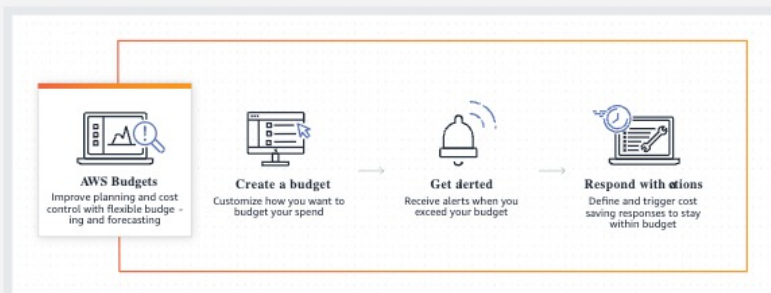 AWS Budgets
Improve planning and cost
control with flexible budge -
ing and forecasting
Create a budget
Customize how you want to
budget your spend
Get alerted
Receive alerts when you
exceed your budget
Respond with actions
Define and trigger cost
saving responses to stay
within budget